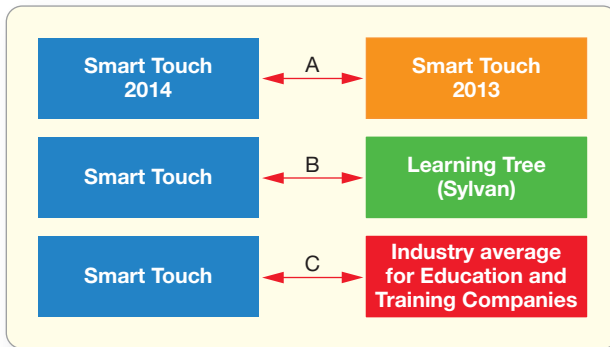 Smart Touch
2014
A
Smart Touch
2013
Smart Touch
B
Learning Tree
(Sylvan)
Smart Touch
C
Industry average
for Education and
Training Companies